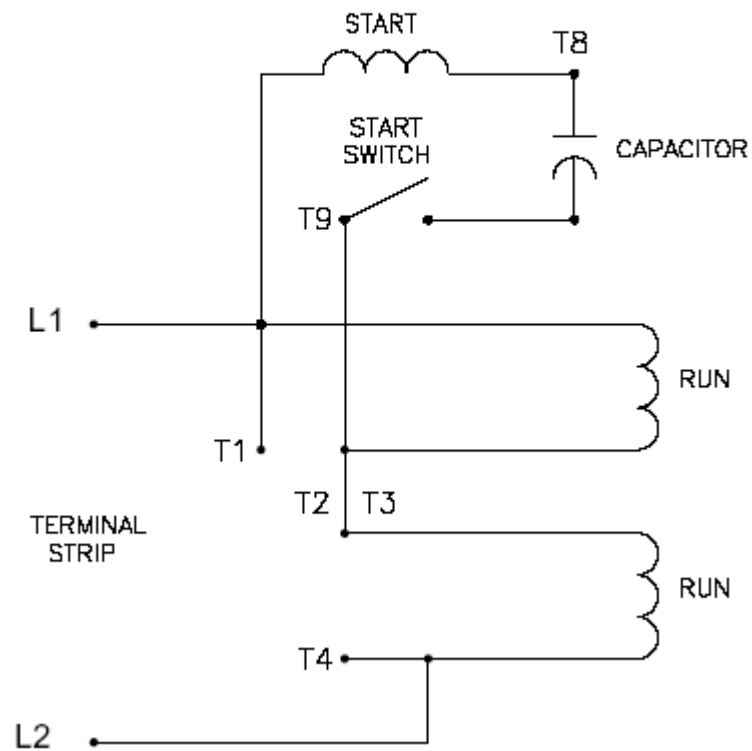 START
T8
START
SWITCH
CAPACITOR
T9
L1
RUN
T1
T2 T3
TERMINAL
STRIP
RUN
T4
L2